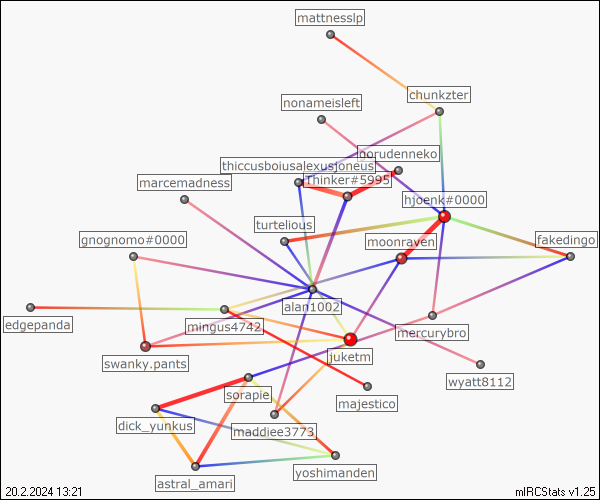 mattnesslp
chunkzter
nonameisleft
norudenneko
thiccusboiusalexusjoneus
Thinker#5995
marcemadness
hjoenk#0000
turtelious
moonraven
gnognomo#0000
fakedingo
alan1002
edgepanda
mingus4742
mercurybro
swanky.pants
juketm
wyatt8112
sorapie
majestico
dick_yunkus
maddiee3773
yoshimanden
astral_amari
20.2.2024 13:21
mIRCStats v1.25